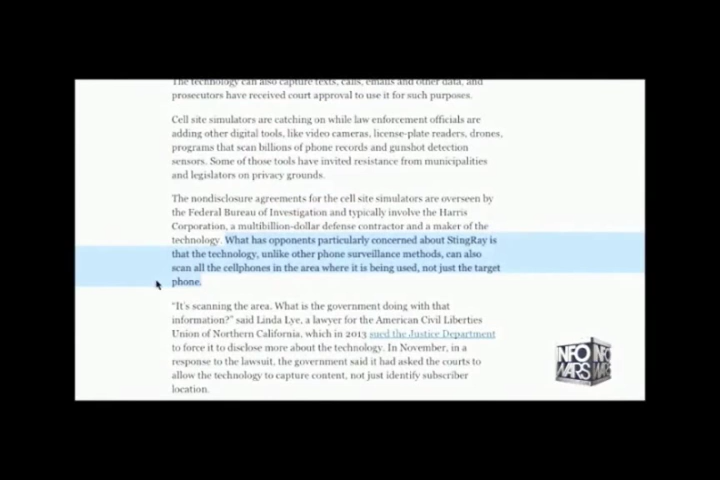 The technology can also capture texts, calls, emails and other data, and
prosecutors have received court approval to use it for such purposes.
Cell site simulators are catching on while law enforcement officials are
adding other digital tools, like video cameras, license-plate readers, drones,
programs that scan billions of phone records and gunshot detection
sensors. Some of those tools have invited resistance from municipalities
and legislators on privacy grounds.
The nondisclosure agreements for the cell site simulators are overseen by
the Federal Bureau of Investigation and typically involve the Harris
Corporation, a multibillion-dollar defense contractor and a maker of the
technology. What has opponents particularly concerned about StingRay is
that the technology, unlike other phone surveillance methods, can also
scan all the cellphones in the area where it is being used, not just the target
phone.
“It’s scanning the area. What is the government doing with that
information?” said Linda Lye, a lawyer for the American Civil Liberties
Union of Northern California, which in 2013 sued the Justice Department
to force it to disclose more about the technology. In November, in a
response to the lawsuit, the government said it had asked the courts to
allow the technology to capture content, not just identify subscriber
location.
INFO
WARS
INFO
WARS